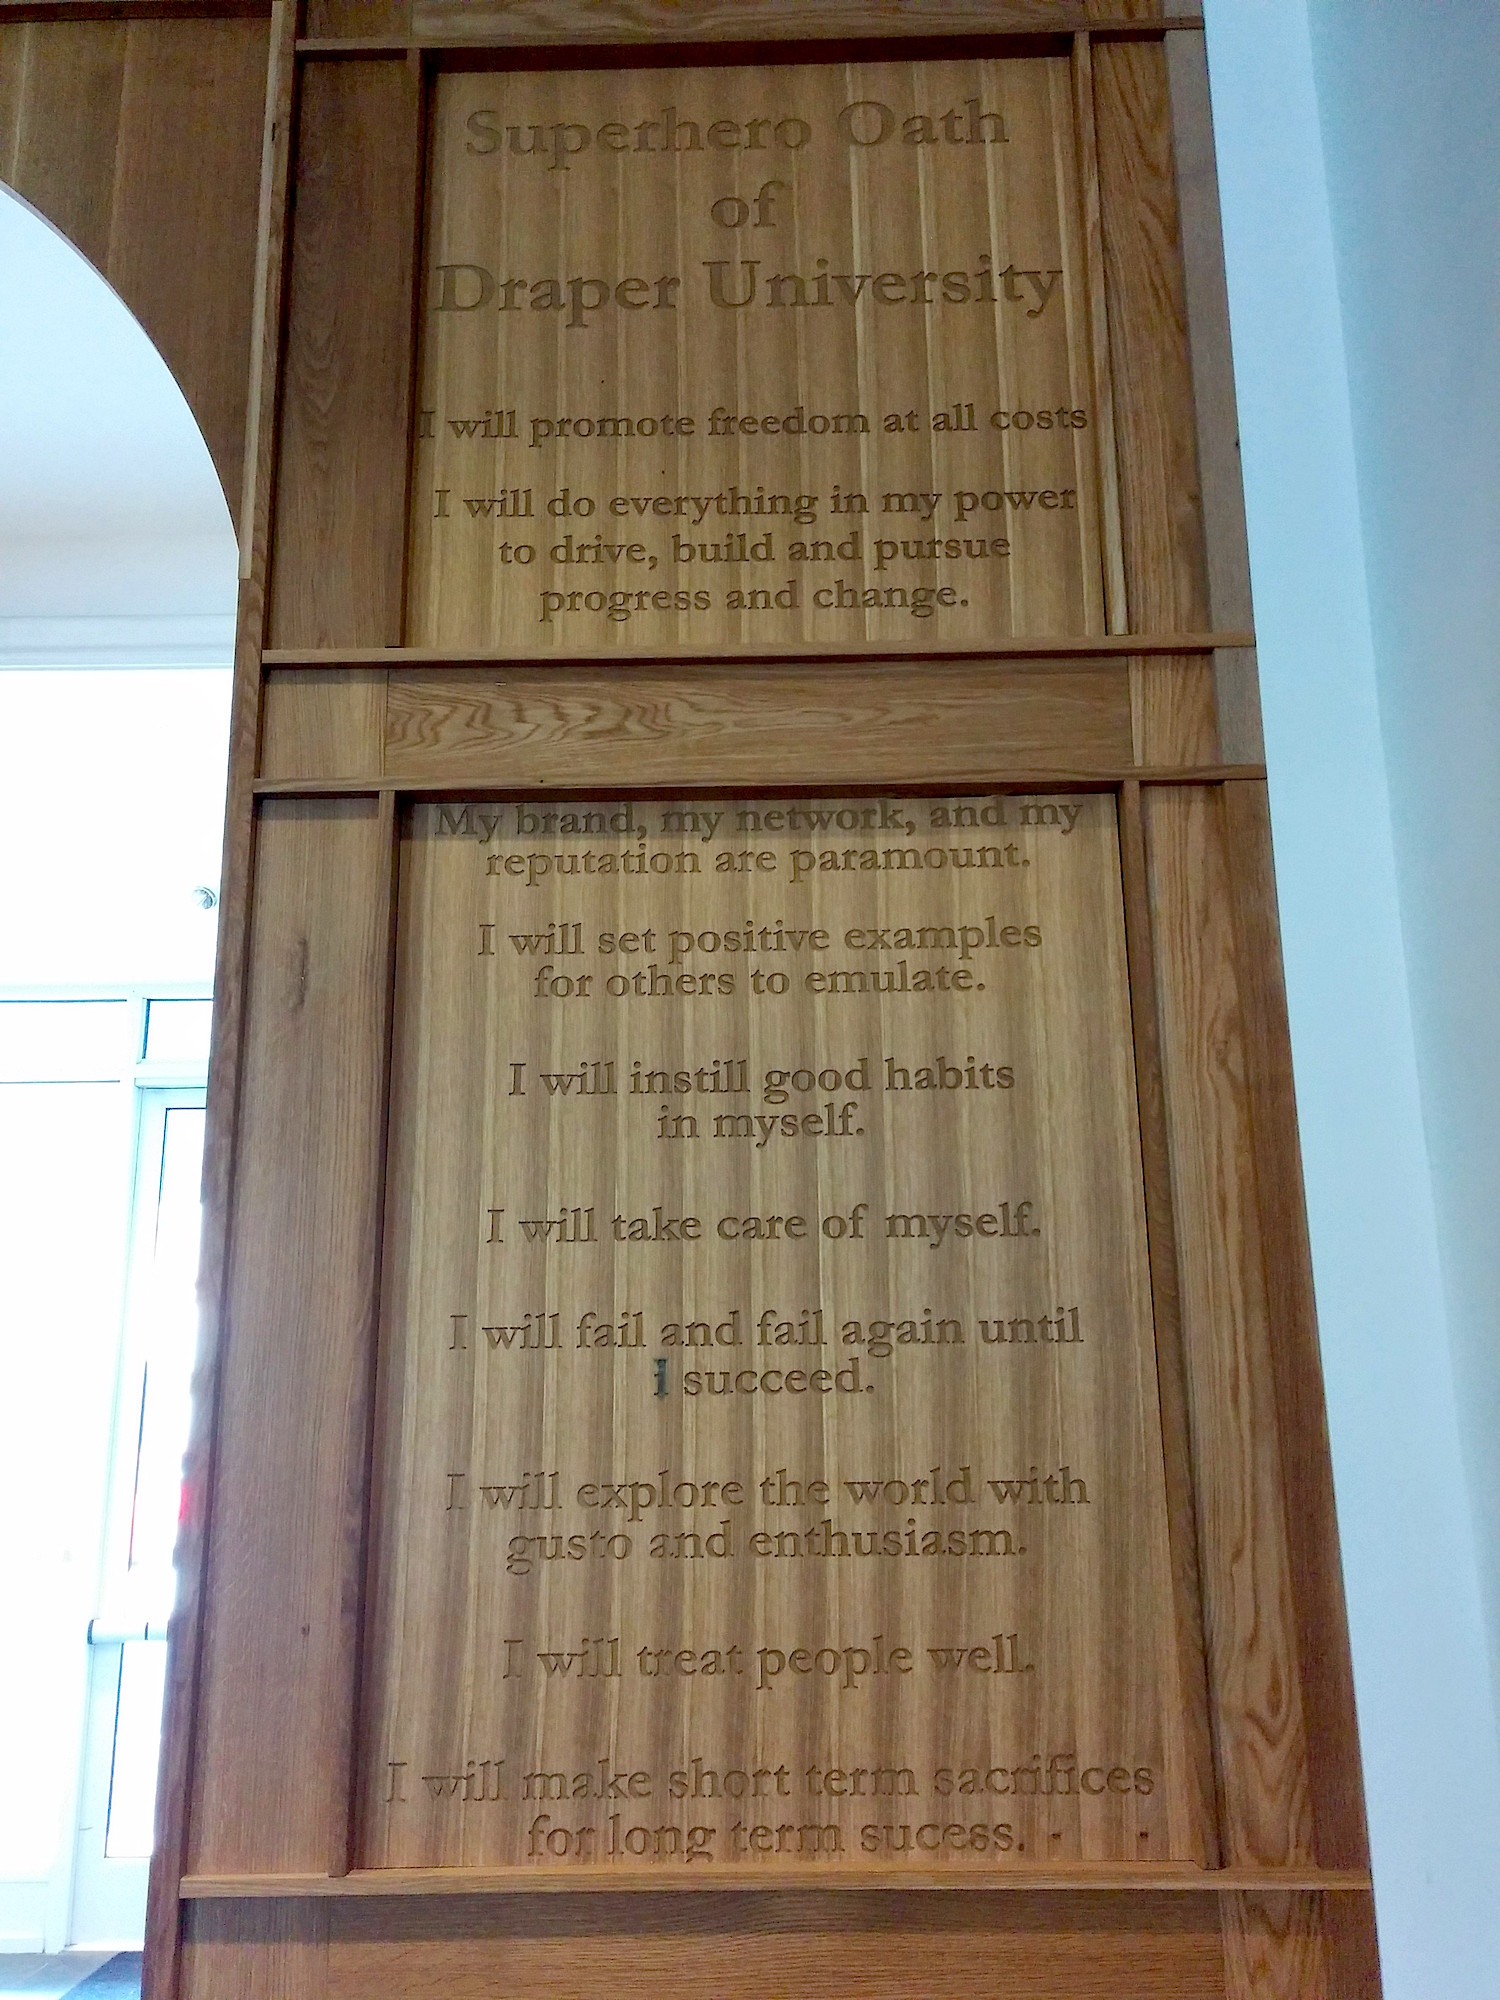 Superhero Oath
of
Draper University
I will promote freedom at all costs
I will do everything in my power
to drive, build and pursue
progress and change.
My brand, my network, and my
reputation are paramount.
I will set positive examples
for others to emulate.
I will instill good habits
in myself.
I will take care of myself.
I will fail and fail again until
i succeed.
I will explore the world with
gusto and enthusiasm.
I will treat people well.
I will make short term sacrifices
for long term sucess.